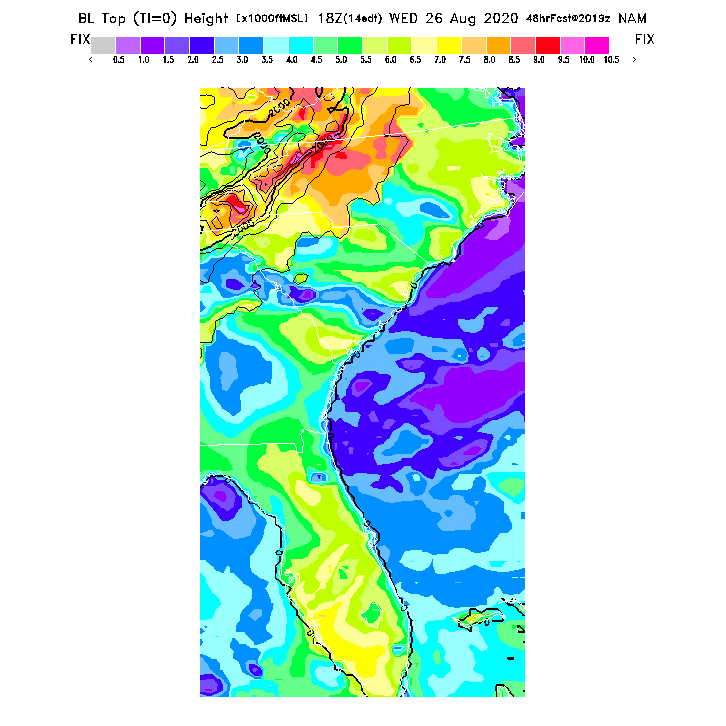 BL Top (TI=0) Height [x1000ftMSL] 18Z(14edt) WED 26 Aug 2020 48hrFcst@2019z NAM
FIX FIX
< 0.5 1.0 1.5 2.0 2.5 3.0 3.5 4.0 4.5 5.0 5.5 6.0 6.5 7.0 7.5 8.0 8.5 9.0 9.5 10.0 10.5 >
2000